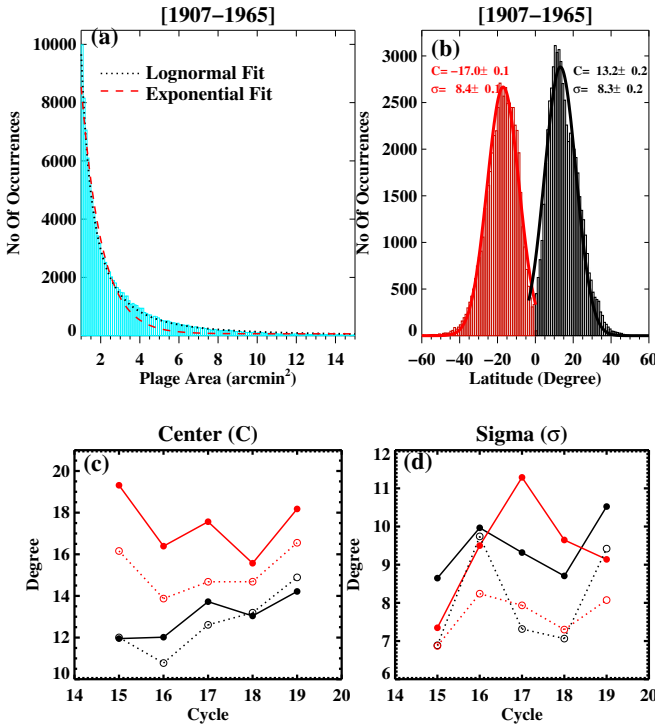 [1907-1965]
(a)
Lognormal Fit
Exponential Fit
No Of Occurrences
10000
8000
6000
4000
2000
0
2 4 6 8 10 12 14
Plage Area (arcmin²)
[1907-1965]
(b)
C= −17.0± 0.1
σ= 8.4± 0.1
C= 13.2± 0.2
σ= 8.3± 0.2
No Of Occurrences
3000
2500
2000
1500
1000
500
0
−60 −40 −20 0 20 40 60
Latitude (Degree)
Center (C)
(c)
Degree
20
18
16
14
12
10
14 15 16 17 18 19 20
Cycle
Sigma (σ)
(d)
Degree
12
11
10
9
8
7
6
14 15 16 17 18 19 20
Cycle